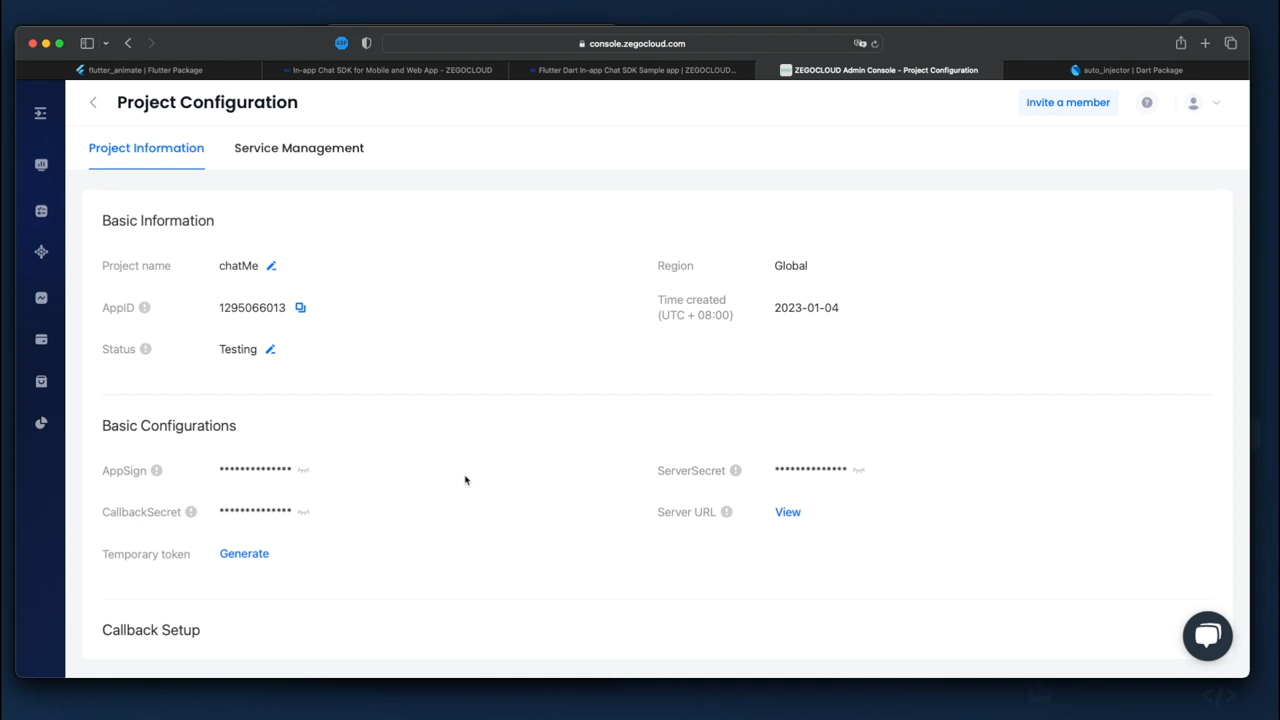 console.zegocloud.com
flutter_animate | Flutter Package
In-app Chat SDK for Mobile and Web App - ZEGOCLOUD
Flutter Dart In-app Chat SDK Sample app | ZEGOCLOUD...
ZEGOCLOUD Admin Console - Project Configuration
auto_injector | Dart Package
Project Configuration
Invite a member
Project Information
Service Management
Basic Information
Project name
chatMe
Region
Global
AppID
1295066013
Time created
(UTC + 08:00)
2023-01-04
Status
Testing
Basic Configurations
AppSign
**************
ServerSecret
**************
CallbackSecret
**************
Server URL
View
Temporary token
Generate
Callback Setup